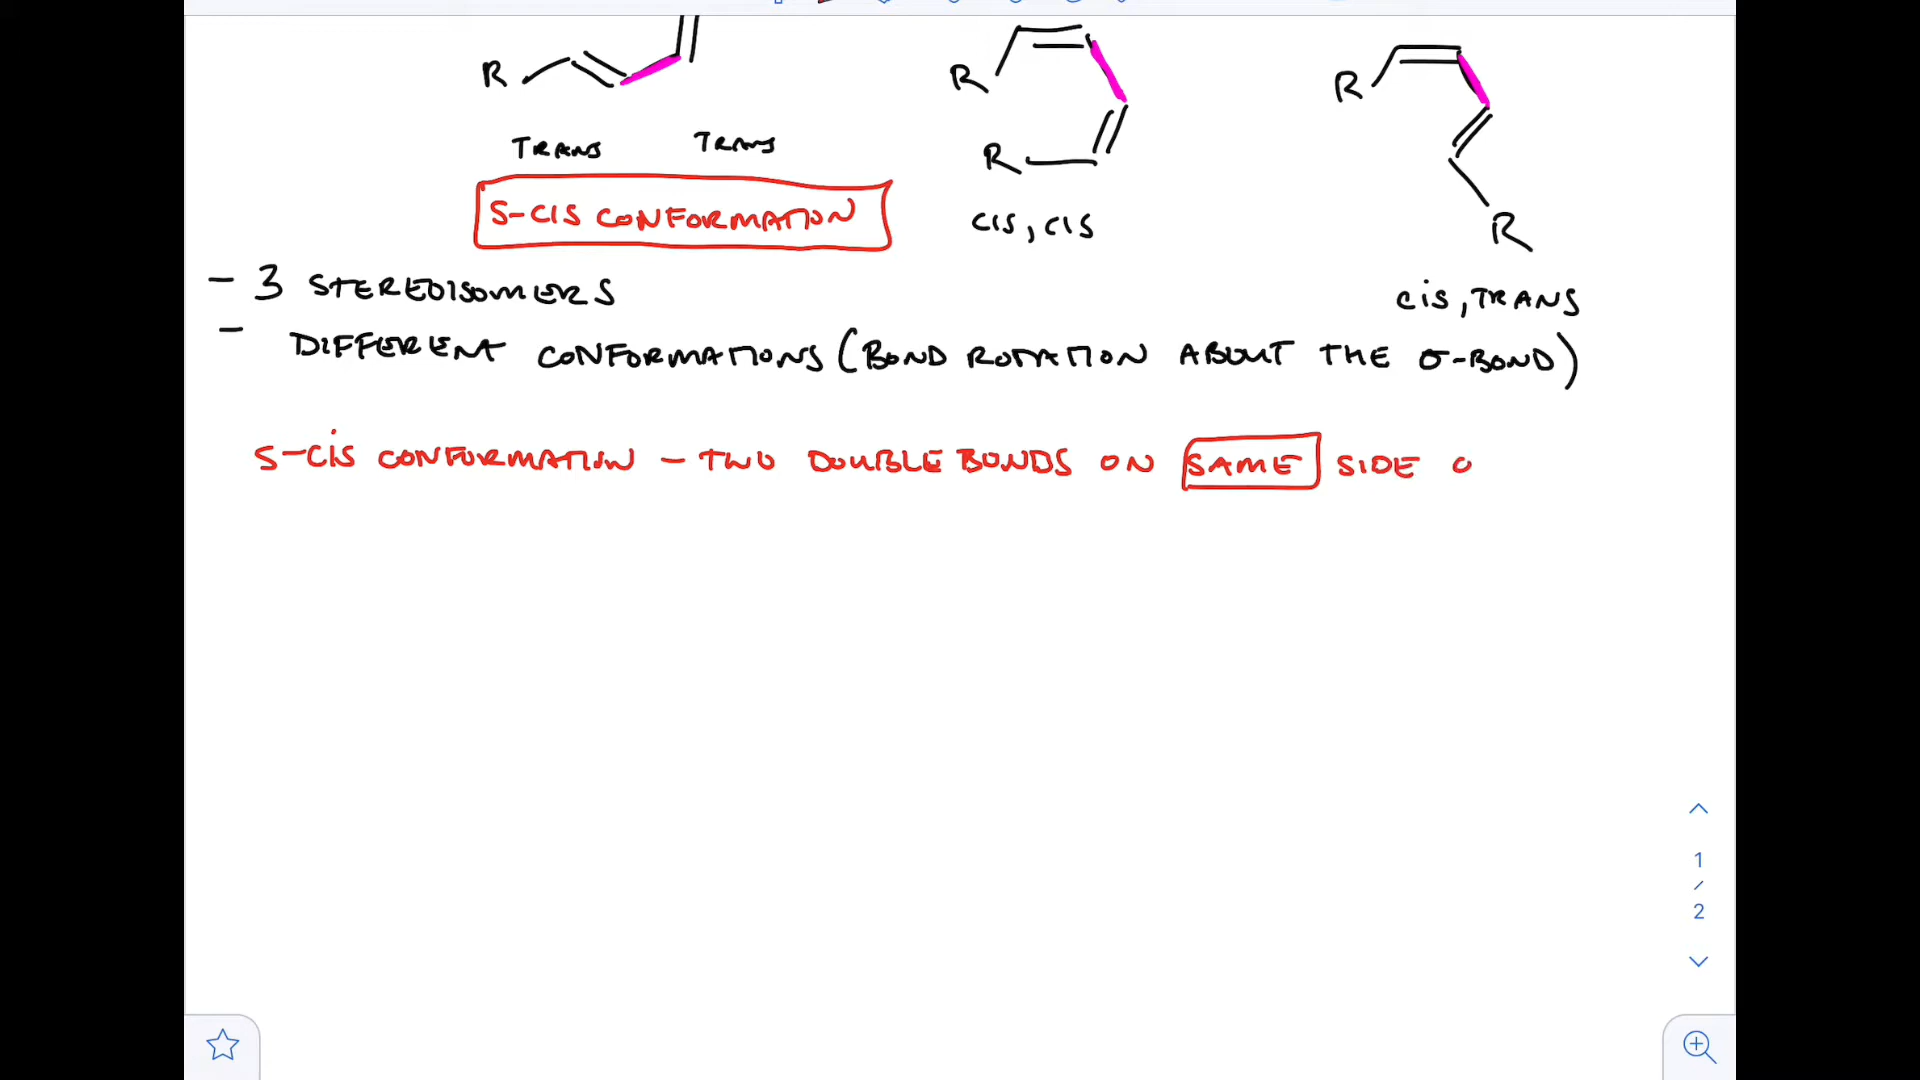 R
R
R
TRANS TRANS
R
S-CIS CONFORMATION
CIS, CIS
R
- 3 STEREOISOMERS
CIS, TRANS
- DIFFERENT CONFORMATIONS (BOND ROTATION ABOUT THE σ-BOND)
S-CIS CONFORMATION - TWO DOUBLE BONDS ON SAME SIDE O
1
/
2